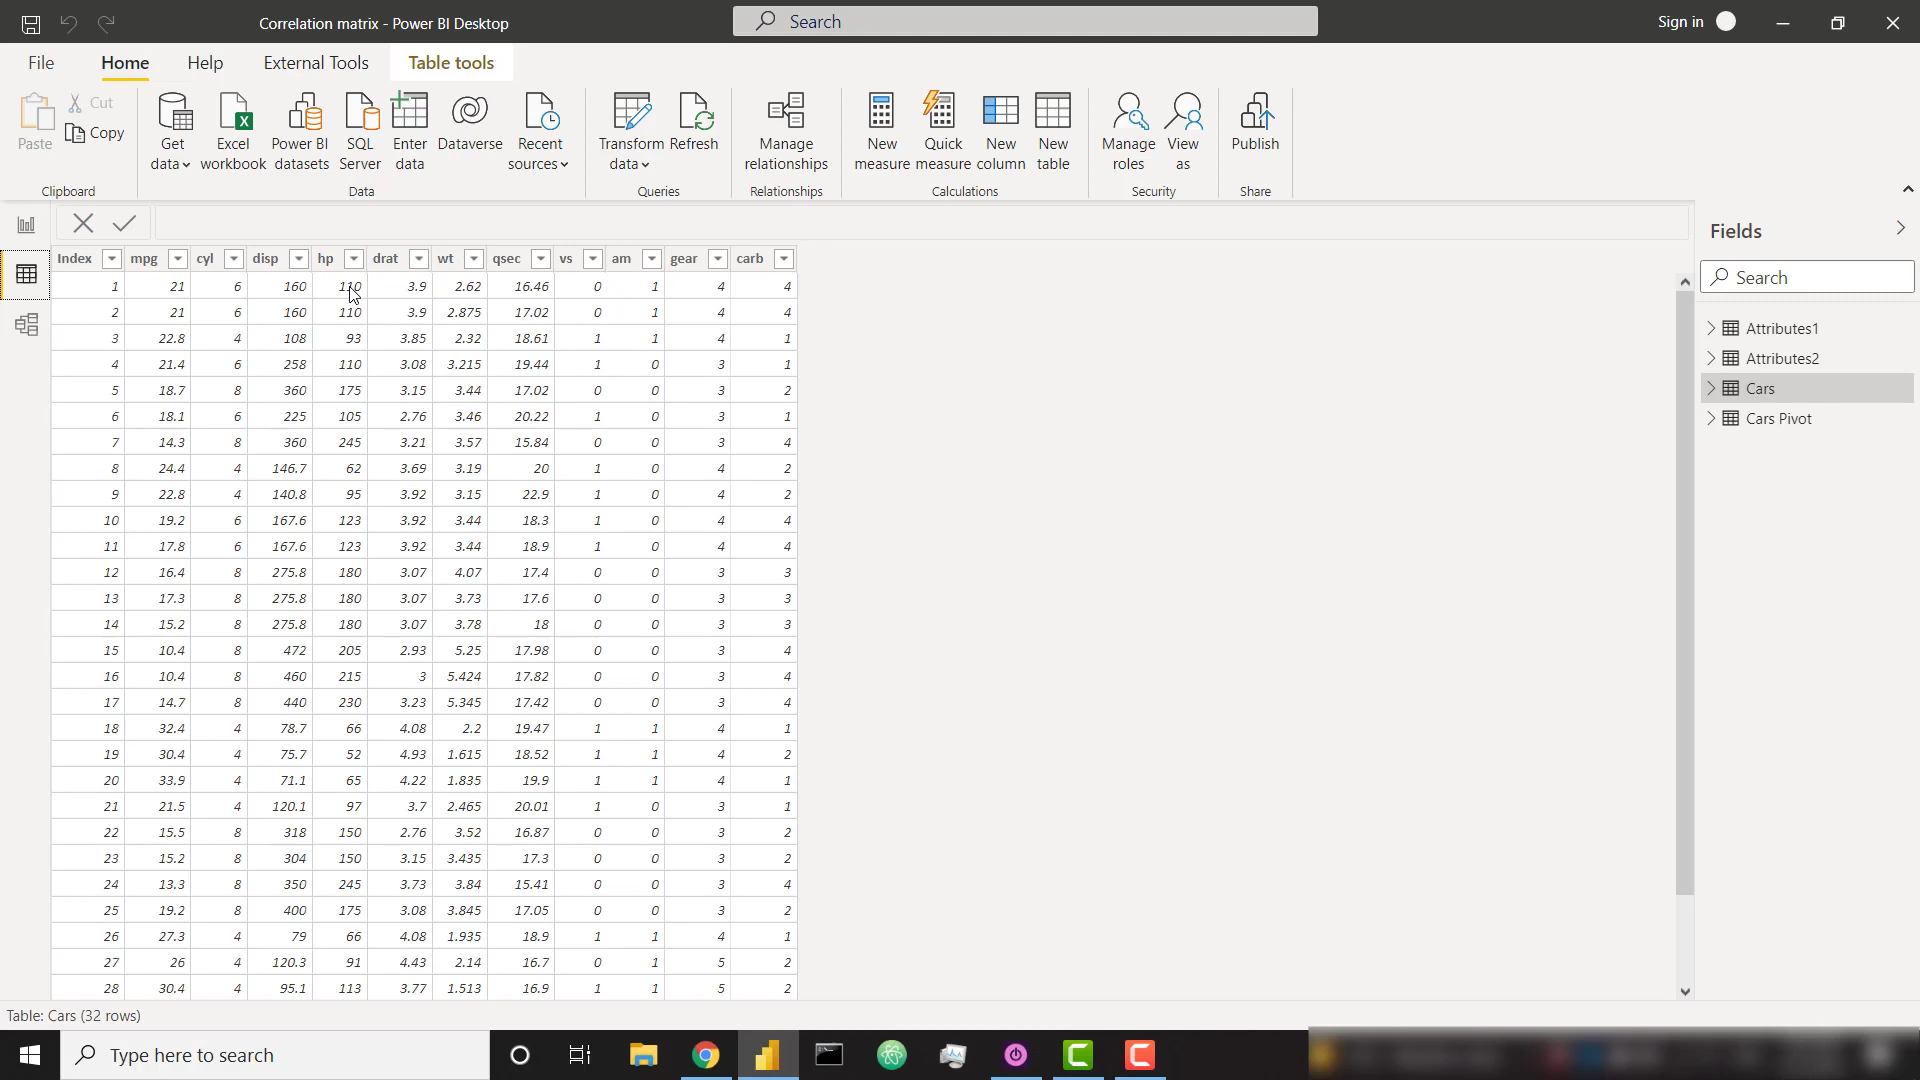 Correlation matrix - Power BI Desktop
Search
Sign in
File Home Help External Tools Table tools
Paste
Cut
Copy
Clipboard
Get data
Excel workbook
Power BI datasets
SQL Server
Enter data
Dataverse
Recent sources
Data
Transform data
Refresh
Queries
Manage relationships
Relationships
New measure
Quick measure
New column
New table
Calculations
Manage roles
View as
Security
Publish
Share
Index mpg cyl disp hp drat wt qsec vs am gear carb
1 21 6 160 110 3.9 2.62 16.46 0 1 4 4
2 21 6 160 110 3.9 2.875 17.02 0 1 4 4
3 22.8 4 108 93 3.85 2.32 18.61 1 1 4 1
4 21.4 6 258 110 3.08 3.215 19.44 1 0 3 1
5 18.7 8 360 175 3.15 3.44 17.02 0 0 3 2
6 18.1 6 225 105 2.76 3.46 20.22 1 0 3 1
7 14.3 8 360 245 3.21 3.57 15.84 0 0 3 4
8 24.4 4 146.7 62 3.69 3.19 20 1 0 4 2
9 22.8 4 140.8 95 3.92 3.15 22.9 1 0 4 2
10 19.2 6 167.6 123 3.92 3.44 18.3 1 0 4 4
11 17.8 6 167.6 123 3.92 3.44 18.9 1 0 4 4
12 16.4 8 275.8 180 3.07 4.07 17.4 0 0 3 3
13 17.3 8 275.8 180 3.07 3.73 17.6 0 0 3 3
14 15.2 8 275.8 180 3.07 3.78 18 0 0 3 3
15 10.4 8 472 205 2.93 5.25 17.98 0 0 3 4
16 10.4 8 460 215 3 5.424 17.82 0 0 3 4
17 14.7 8 440 230 3.23 5.345 17.42 0 0 3 4
18 32.4 4 78.7 66 4.08 2.2 19.47 1 1 4 1
19 30.4 4 75.7 52 4.93 1.615 18.52 1 1 4 2
20 33.9 4 71.1 65 4.22 1.835 19.9 1 1 4 1
21 21.5 4 120.1 97 3.7 2.465 20.01 1 0 3 1
22 15.5 8 318 150 2.76 3.52 16.87 0 0 3 2
23 15.2 8 304 150 3.15 3.435 17.3 0 0 3 2
24 13.3 8 350 245 3.73 3.84 15.41 0 0 3 4
25 19.2 8 400 175 3.08 3.845 17.05 0 0 3 2
26 27.3 4 79 66 4.08 1.935 18.9 1 1 4 1
27 26 4 120.3 91 4.43 2.14 16.7 0 1 5 2
28 30.4 4 95.1 113 3.77 1.513 16.9 1 1 5 2
Fields
Search
Attributes1
Attributes2
Cars
Cars Pivot
Table: Cars (32 rows)
Type here to search